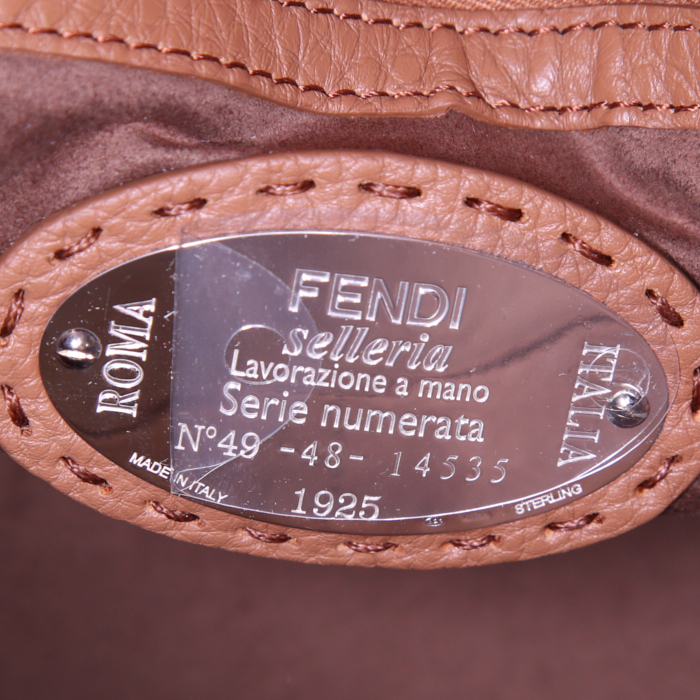 FENDI
selleria
Lavorazione a mano
Serie numerata
N°49 -48- 14535
1925
ROMA
ITALIA
MADE IN ITALY
STERLING